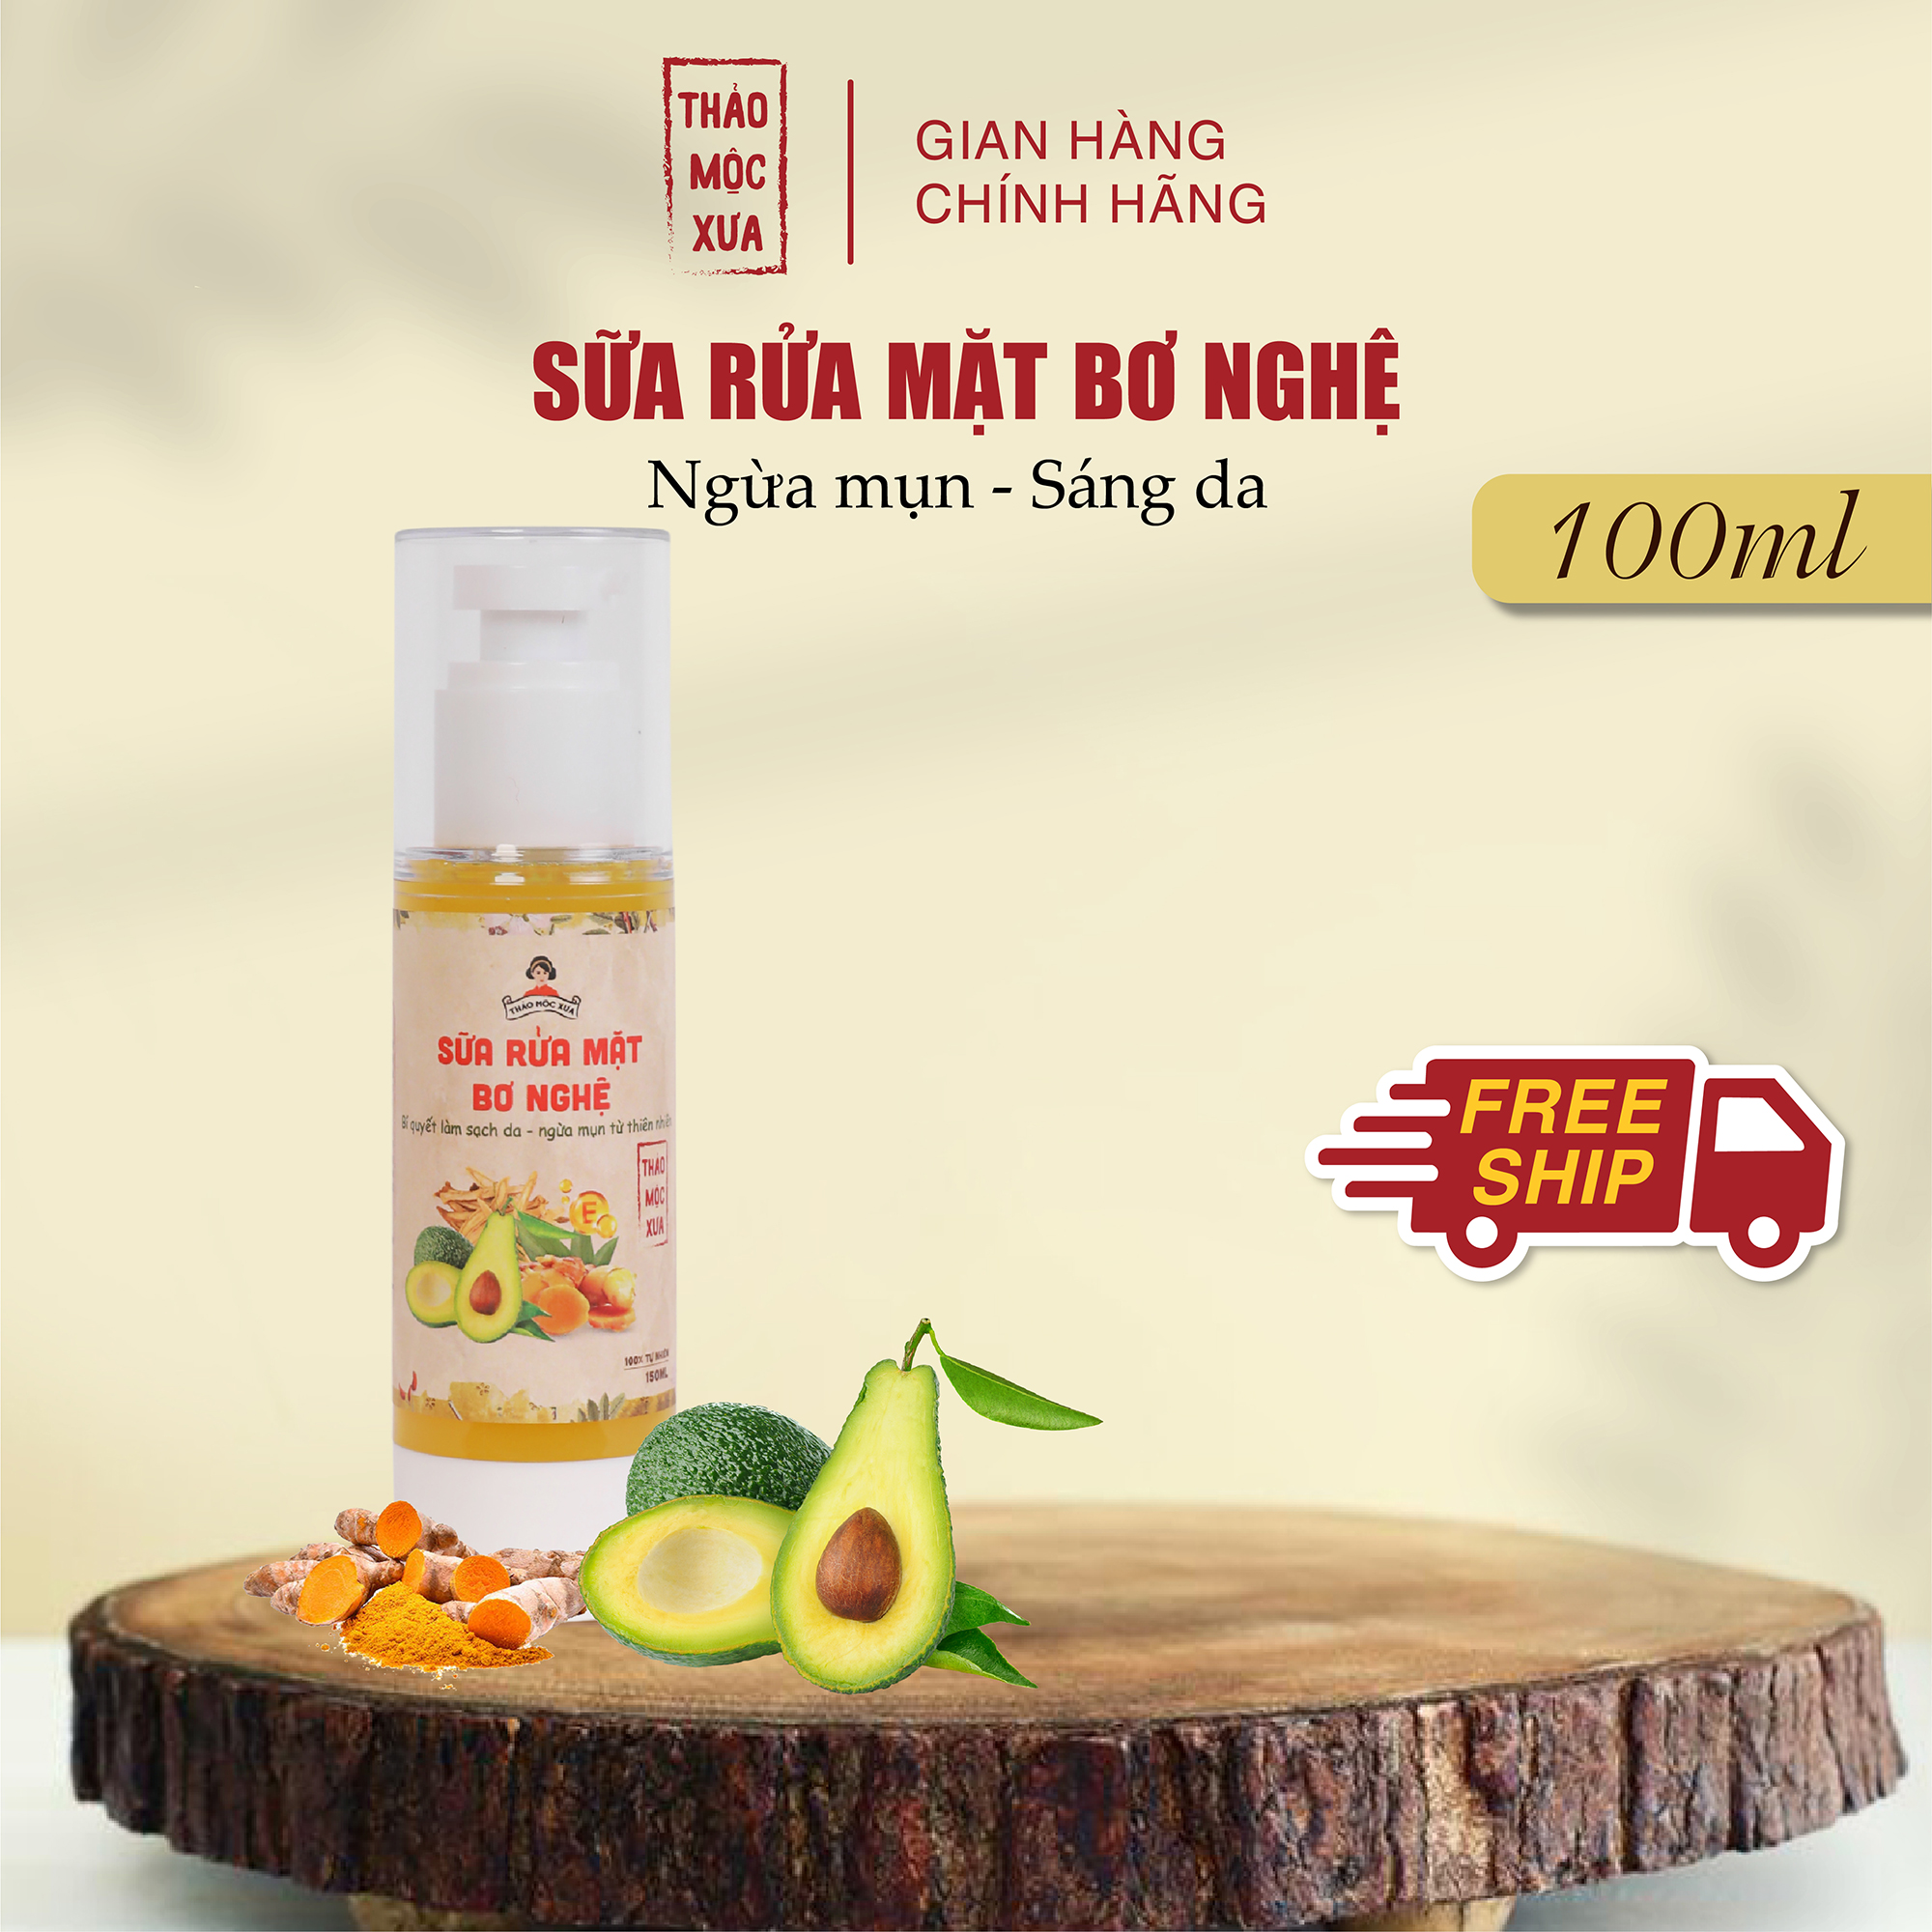 THẢO
MỘC
XƯA
GIAN HÀNG
CHÍNH HÃNG
SỮA RỬA MẶT BƠ NGHỆ
Ngừa mụn - Sáng da
100ml
THẢO MỘC XƯA
SỮA RỬA MẶT
BƠ NGHỆ
Bí quyết làm sạch da - ngừa mụn từ thiên nhiên
E
THẢO
MỘC
XƯA
100% TỰ NHIÊN
150ML
FREE
SHIP